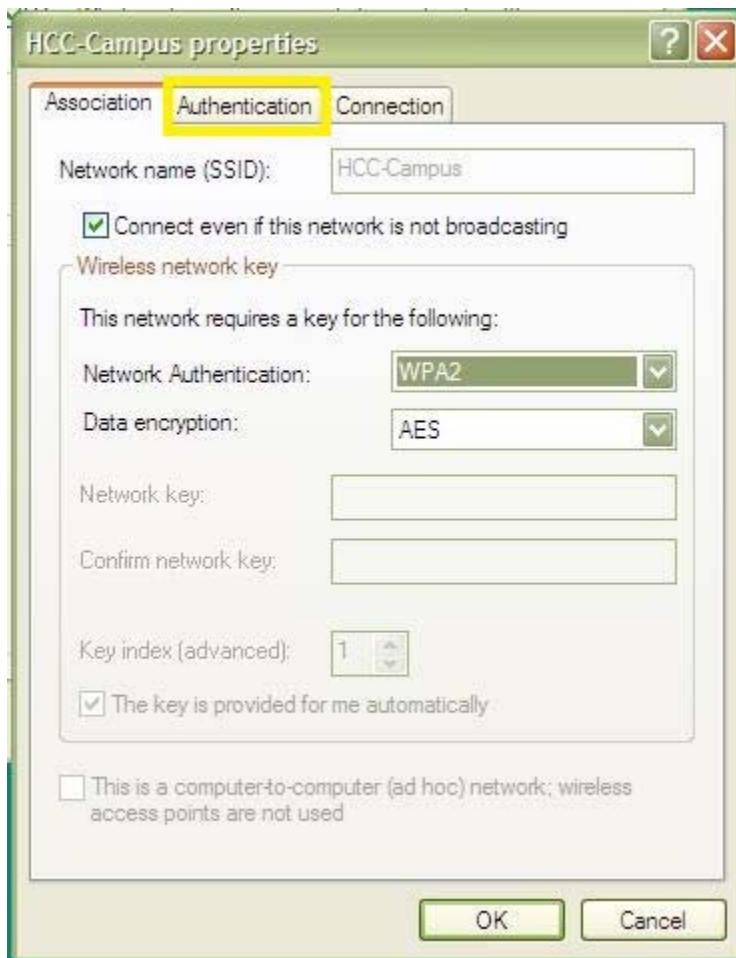 HCC-Campus properties
Association Authentication Connection
Network name (SSID): HCC-Campus
Connect even if this network is not broadcasting
Wireless network key
This network requires a key for the following:
Network Authentication: WPA2
Data encryption: AES
Network key:
Confirm network key:
Key index (advanced): 1
The key is provided for me automatically
This is a computer-to-computer (ad hoc) network; wireless
access points are not used
OK Cancel